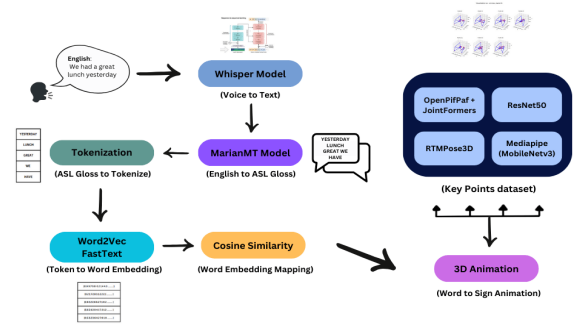 English:
We had a great
lunch yesterday
Whisper Model
(Voice to Text)
OpenPifPaf +
JointFormers
ResNet50
RTMPose3D
Mediapipe
(MobileNetv3)
(Key Points dataset)
YESTERDAY
LUNCH
GREAT
WE
HAVE
Tokenization
(ASL Gloss to Tokenize)
MarianMT Model
(English to ASL Gloss)
YESTERDAY
LUNCH
GREAT WE
HAVE
Word2Vec
FastText
(Token to Word Embedding)
Cosine Similarity
(Word Embedding Mapping)
3D Animation
(Word to Sign Animation)